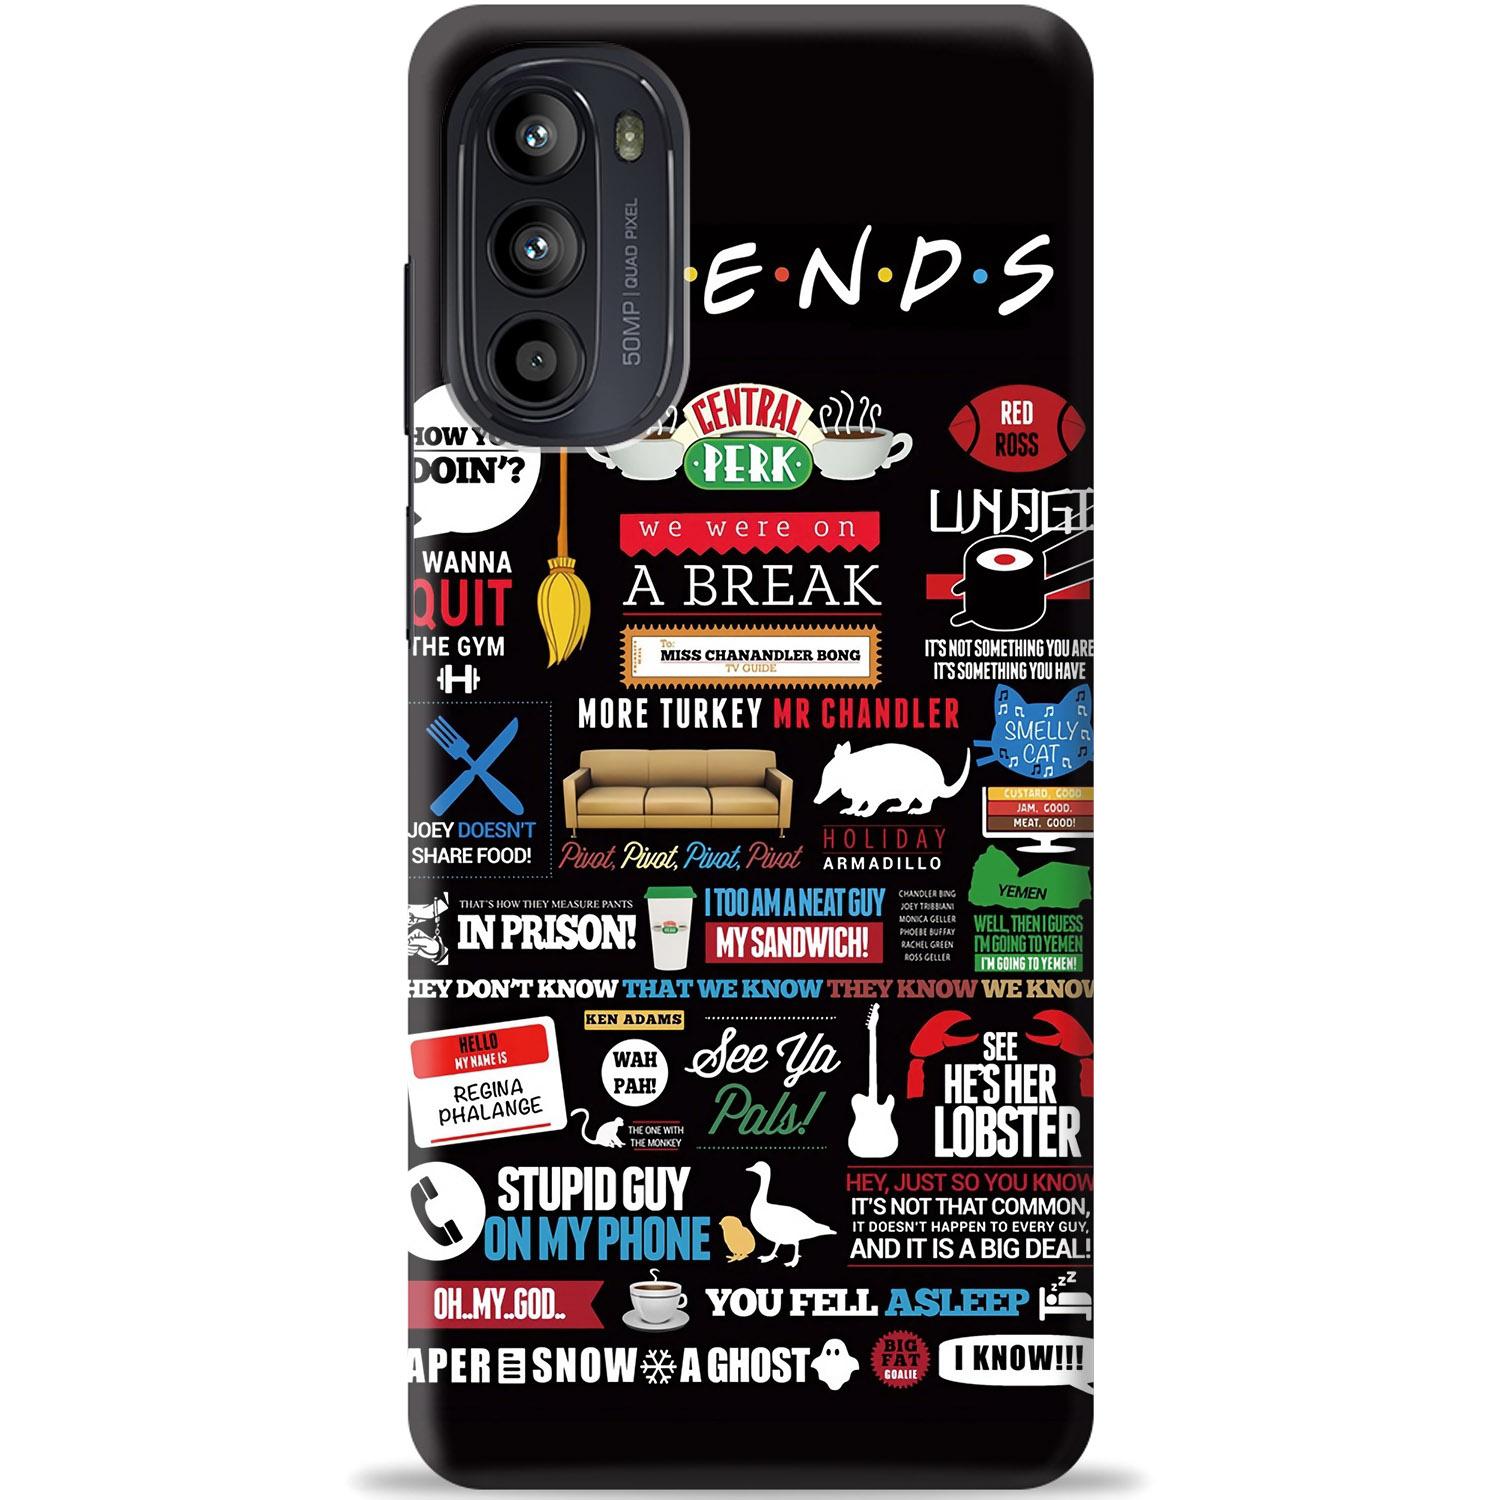 50MP | QUAD PIXEL
E·N·D·S
HOW YO
DOIN'?
CENTRAL
·PERK·
RED
ROSS
UNAGI
we were on
A BREAK
WANNA
QUIT
THE GYM
To:
MISS CHANANDLER BONG
TV GUIDE
IT'S NOT SOMETHING YOU ARE
IT'S SOMETHING YOU HAVE
MORE TURKEY MR CHANDLER
SMELLY
CAT
CUSTARD, GOOD.
JAM, GOOD.
MEAT, GOOD!
JOEY DOESN'T
SHARE FOOD!
Pivot, Pivot, Pivot, Pivot
HOLIDAY
ARMADILLO
YEMEN
WELL, THEN I GUESS
I'M GOING TO YEMEN
I'M GOING TO YEMEN!
THAT'S HOW THEY MEASURE PANTS
IN PRISON!
I TOO AM A NEAT GUY
MY SANDWICH!
CHANDLER BING
JOEY TRIBBIANI
MONICA GELLER
PHOEBE BUFFAY
RACHEL GREEN
ROSS GELLER
HEY DON'T KNOW THAT WE KNOW THEY KNOW WE KNOW
HELLO
MY NAME IS
REGINA
PHALANGE
KEN ADAMS
WAH
PAH!
THE ONE WITH
THE MONKEY
See Ya
Pals!
SEE
HE'S HER
LOBSTER
STUPID GUY
ON MY PHONE
HEY, JUST SO YOU KNOW
IT'S NOT THAT COMMON,
IT DOESN'T HAPPEN TO EVERY GUY,
AND IT IS A BIG DEAL!
OH..MY..GOD..
YOU FELL ASLEEP
zzZZ
APER SNOW A GHOST
BIG
FAT
GOALIE
I KNOW!!!